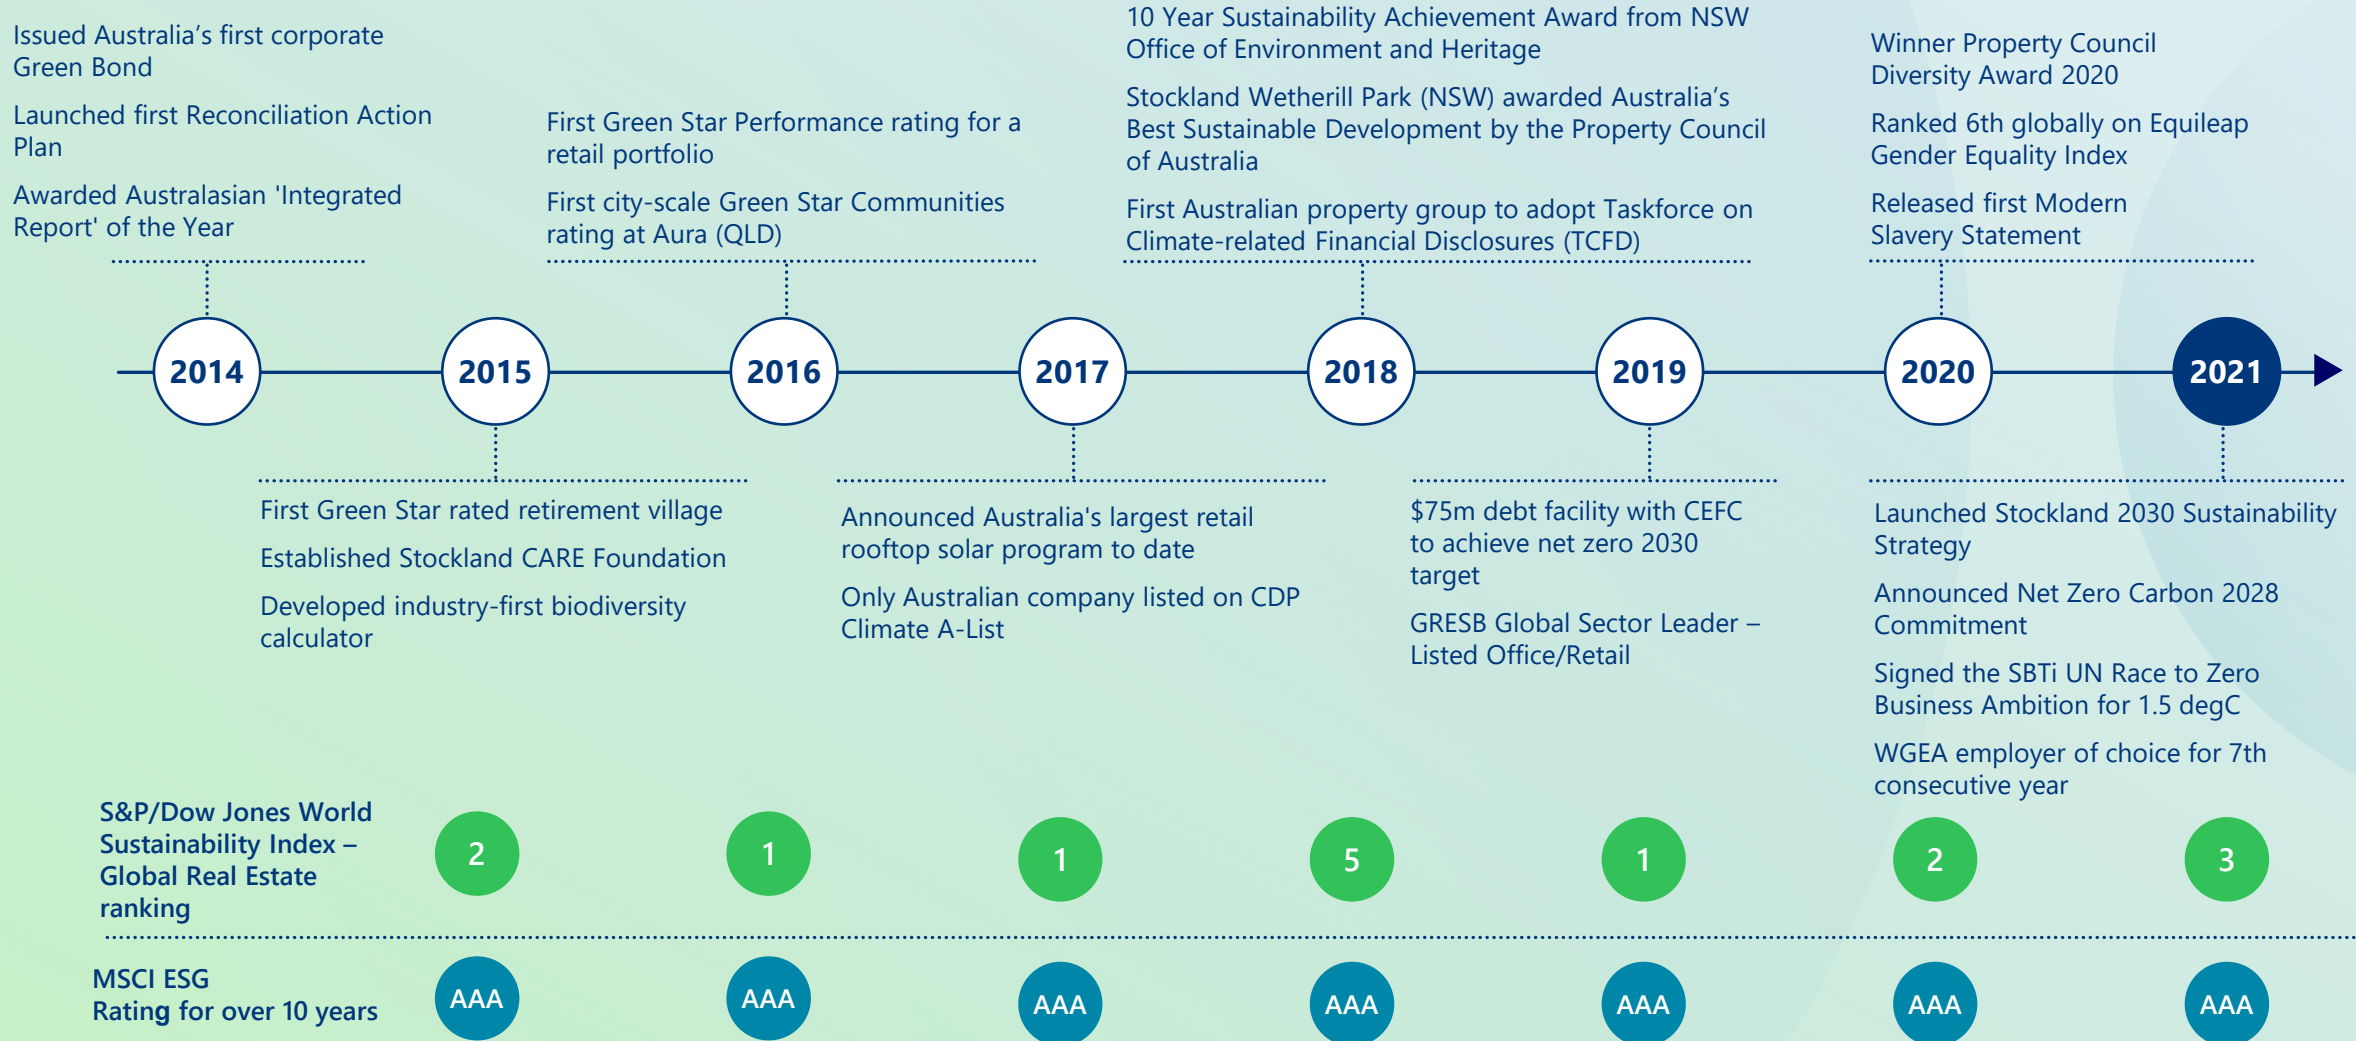 Issued Australia’s first corporate
Green Bond
Launched first Reconciliation Action
Plan
Awarded Australasian 'Integrated
Report' of the Year
First Green Star Performance rating for a
retail portfolio
First city-scale Green Star Communities
rating at Aura (QLD)
10 Year Sustainability Achievement Award from NSW
Office of Environment and Heritage
Stockland Wetherill Park (NSW) awarded Australia’s
Best Sustainable Development by the Property Council
of Australia
First Australian property group to adopt Taskforce on
Climate-related Financial Disclosures (TCFD)
Winner Property Council
Diversity Award 2020
Ranked 6th globally on Equileap
Gender Equality Index
Released first Modern
Slavery Statement
2014
2015
2016
2017
2018
2019
2020
2021
First Green Star rated retirement village
Established Stockland CARE Foundation
Developed industry-first biodiversity
calculator
Announced Australia's largest retail
rooftop solar program to date
Only Australian company listed on CDP
Climate A-List
$75m debt facility with CEFC
to achieve net zero 2030
target
GRESB Global Sector Leader –
Listed Office/Retail
Launched Stockland 2030 Sustainability
Strategy
Announced Net Zero Carbon 2028
Commitment
Signed the SBTi UN Race to Zero
Business Ambition for 1.5 degC
WGEA employer of choice for 7th
consecutive year
S&P/Dow Jones World
Sustainability Index –
Global Real Estate
ranking
2
1
1
5
1
2
3
MSCI ESG
Rating for over 10 years
AAA
AAA
AAA
AAA
AAA
AAA
AAA